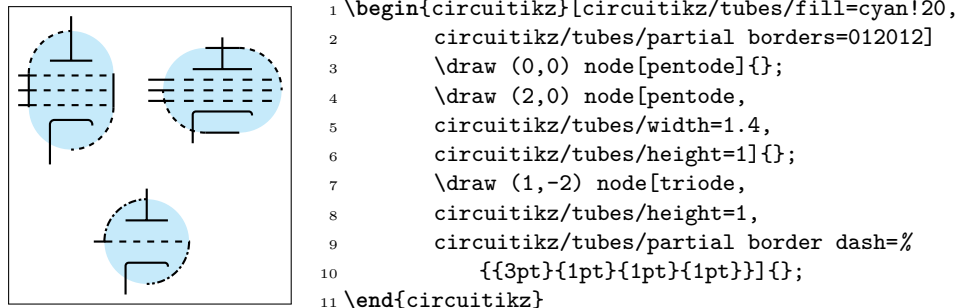 1 \begin{circuitikz}[circuitikz/tubes/fill=cyan!20,
2 circuitikz/tubes/partial borders=012012]
3 \draw (0,0) node[pentode]{};
4 \draw (2,0) node[pentode,
5 circuitikz/tubes/width=1.4,
6 circuitikz/tubes/height=1]{};
7 \draw (1,-2) node[triode,
8 circuitikz/tubes/height=1,
9 circuitikz/tubes/partial border dash=%
10 {{3pt}{1pt}{1pt}{1pt}}]{};
11 \end{circuitikz}